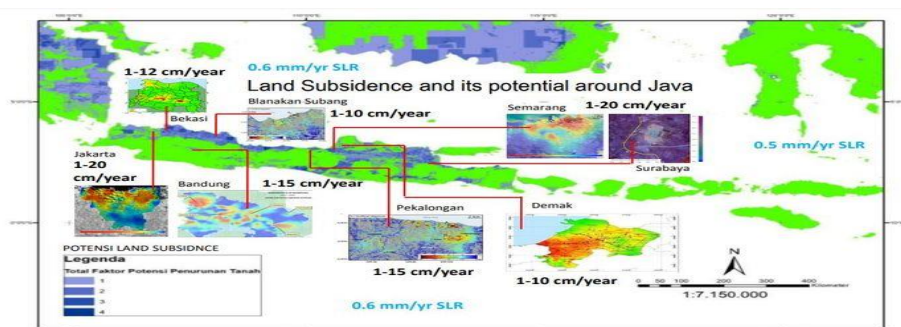 1-12 cm/year
0.6 mm/yr SLR
Land Subsidence and its potential around Java
Bekasi
Blanakan Subang
1-10 cm/year
Semarang
1-20 cm/year
0.5 mm/yr SLR
Surabaya
Jakarta
1-20
cm/year
Bandung
1-15 cm/year
Pekalongan
Demak
1-15 cm/year
1-10 cm/year
POTENSI LAND SUBSIDNCE
Legenda
Total Faktor Potensi Penurunan Tanah
1
2
3
4
0.6 mm/yr SLR
N
0 50 100 200 300 400
Kilometer
1:7.150.000